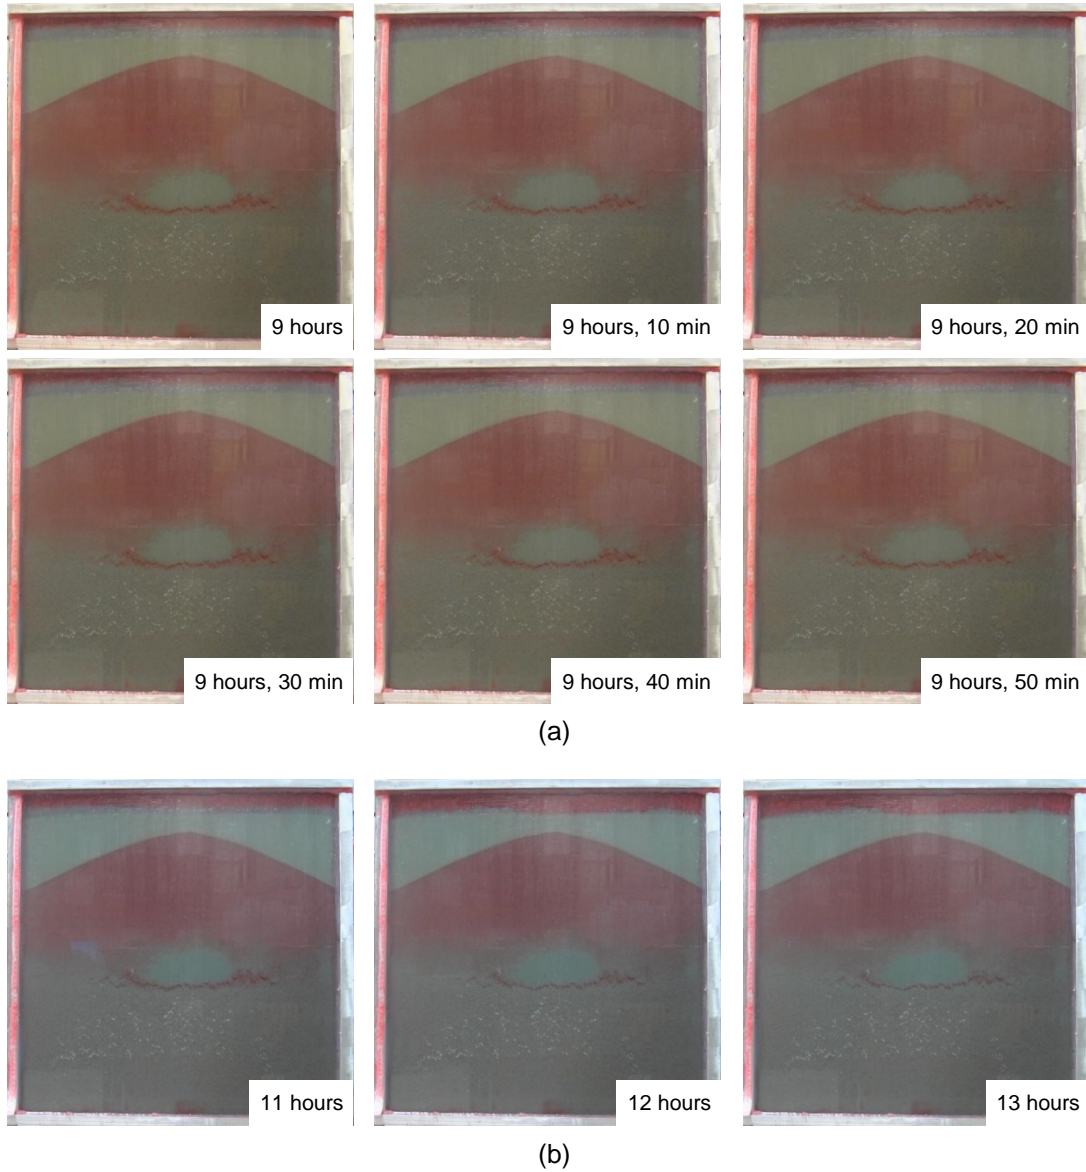 9 hours
9 hours, 10 min
9 hours, 20 min
9 hours, 30 min
9 hours, 40 min
9 hours, 50 min
(a)
11 hours
12 hours
13 hours
(b)